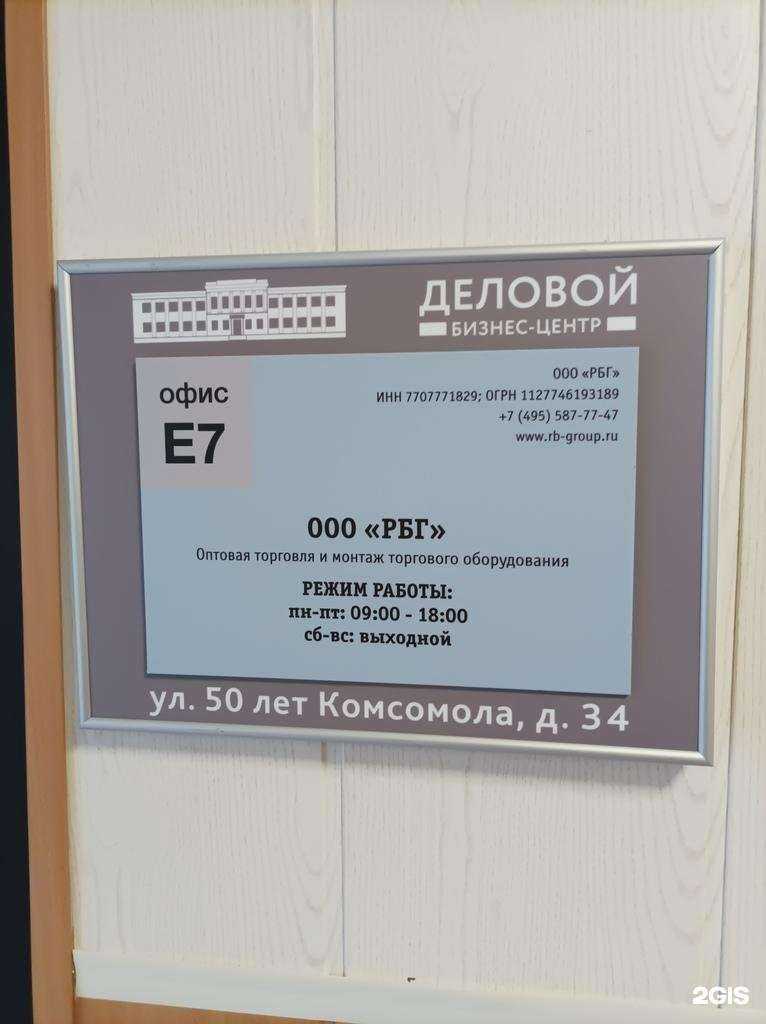 ДЕЛОВОЙ
БИЗНЕС-ЦЕНТР
офис
Е7
ООО «РБГ»
ИНН 7707771829; ОГРН 1127746193189
+7 (495) 587-77-47
www.rb-group.ru
ООО «РБГ»
Оптовая торговля и монтаж торгового оборудования
РЕЖИМ РАБОТЫ:
пн-пт: 09:00 - 18:00
сб-вс: выходной
ул. 50 лет Комсомола, д. 34
2GIS